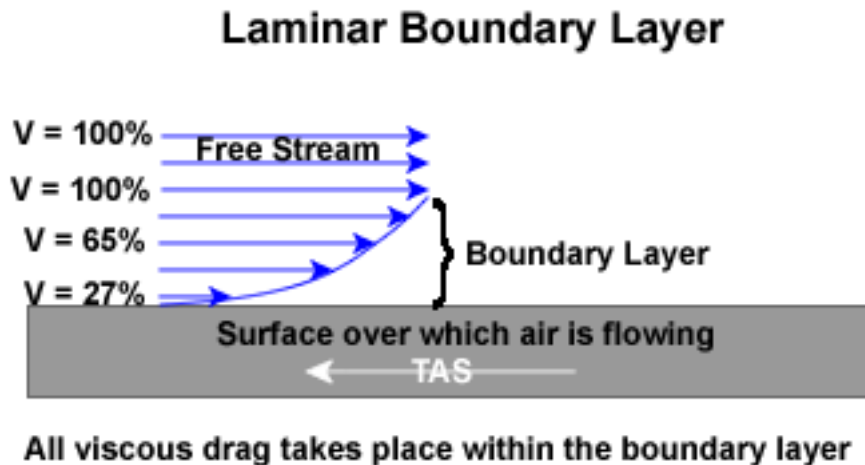 Laminar Boundary Layer
V = 100%
Free Stream
V = 100%
V = 65%
Boundary Layer
V = 27%
Surface over which air is flowing
TAS
All viscous drag takes place within the boundary layer